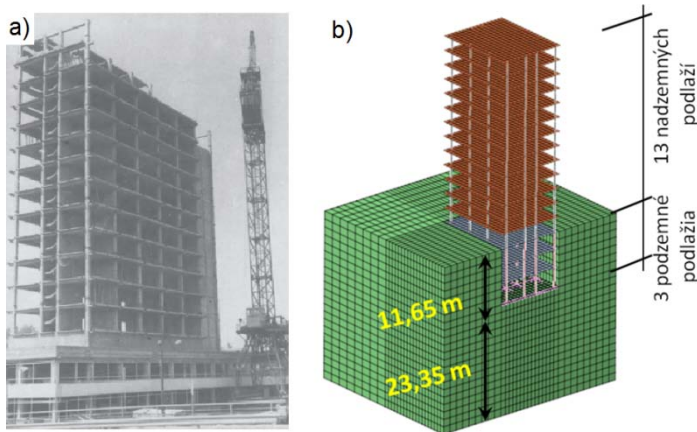 a)
b)
13 nadzemných
podlaží
3 podzemné
podlažia
11,65 m
23,35 m